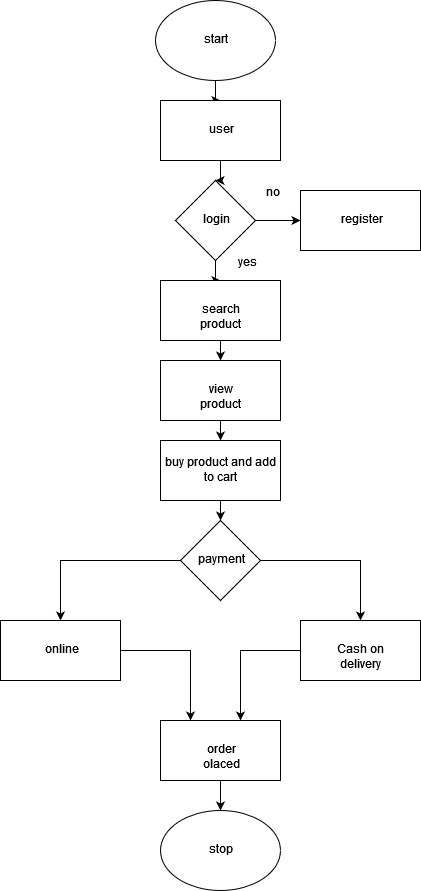 start
user
no
login
register
yes
search
product
view
product
buy product and add
to cart
payment
online
Cash on
delivery
order
olaced
stop